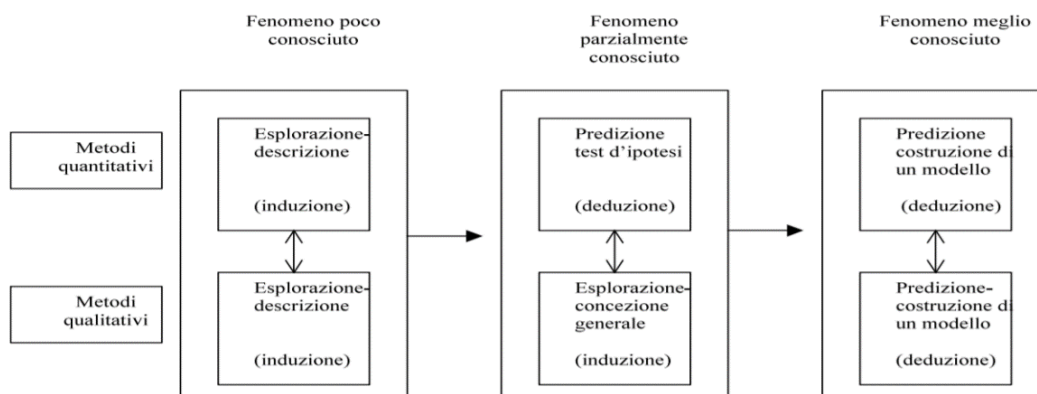 Fenomeno poco
conosciuto
Fenomeno
parzialmente
conosciuto
Fenomeno meglio
conosciuto
Metodi
quantitativi
Esplorazione-
descrizione
(induzione)
Predizione
test d'ipotesi
(deduzione)
Predizione
costruzione di
un modello
(deduzione)
Metodi
qualitativi
Esplorazione-
descrizione
(induzione)
Esplorazione-
concezione
generale
(induzione)
Predizione-
costruzione di
un modello
(deduzione)